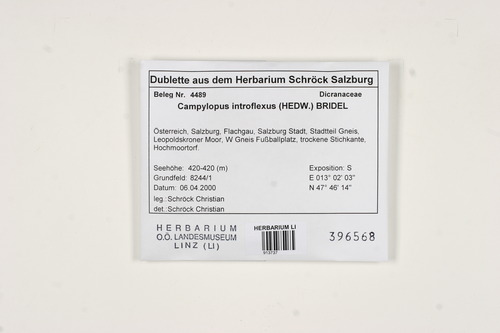 Dublette aus dem Herbarium Schröck Salzburg
Beleg Nr. 4489 Dicranaceae
Campylopus introflexus (HEDW.) BRIDEL
Österreich, Salzburg, Flachgau, Salzburg Stadt, Stadtteil Gneis,
Leopoldskroner Moor, W Gneis Fußballplatz, trockene Stichkante,
Hochmoortorf.
Seehöhe: 420-420 (m) Exposition: S
Grundfeld: 8244/1 E 013° 02' 03"
Datum: 06.04.2000 N 47° 46' 14"
leg.: Schröck Christian
det. Schröck Christian
HERBARIUM
O.Ö. LANDESMUSEUM
LINZ (LI)
HERBARIUM LI
913737
396568